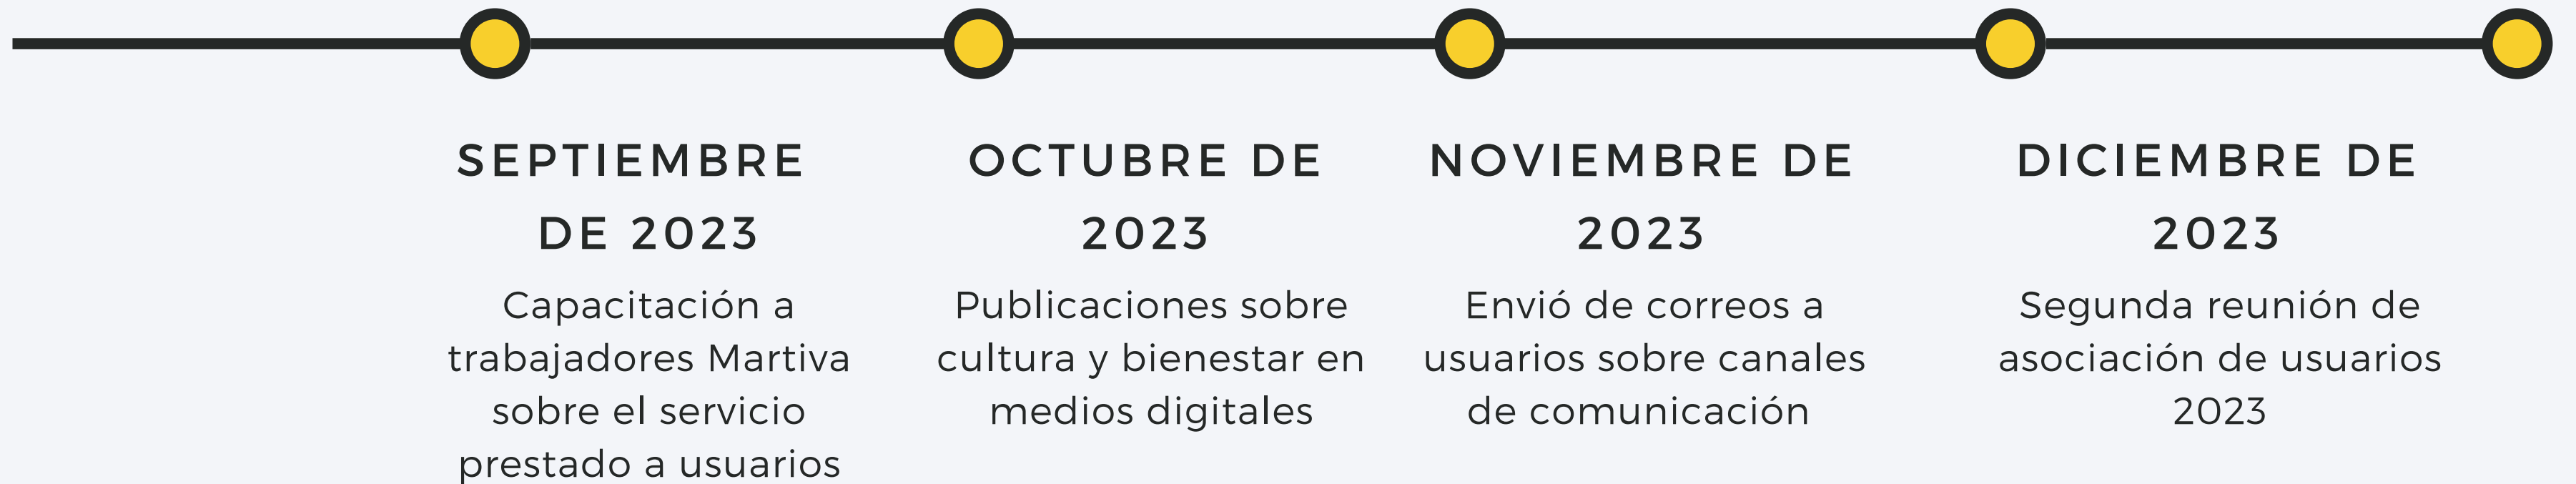 SEPTIEMBRE
DE 2023
Capacitación a
trabajadores Martiva
sobre el servicio
prestado a usuarios
OCTUBRE DE
2023
Publicaciones sobre
cultura y bienestar en
medios digitales
NOVIEMBRE DE
2023
Envió de correos a
usuarios sobre canales
de comunicación
DICIEMBRE DE
2023
Segunda reunión de
asociación de usuarios
2023